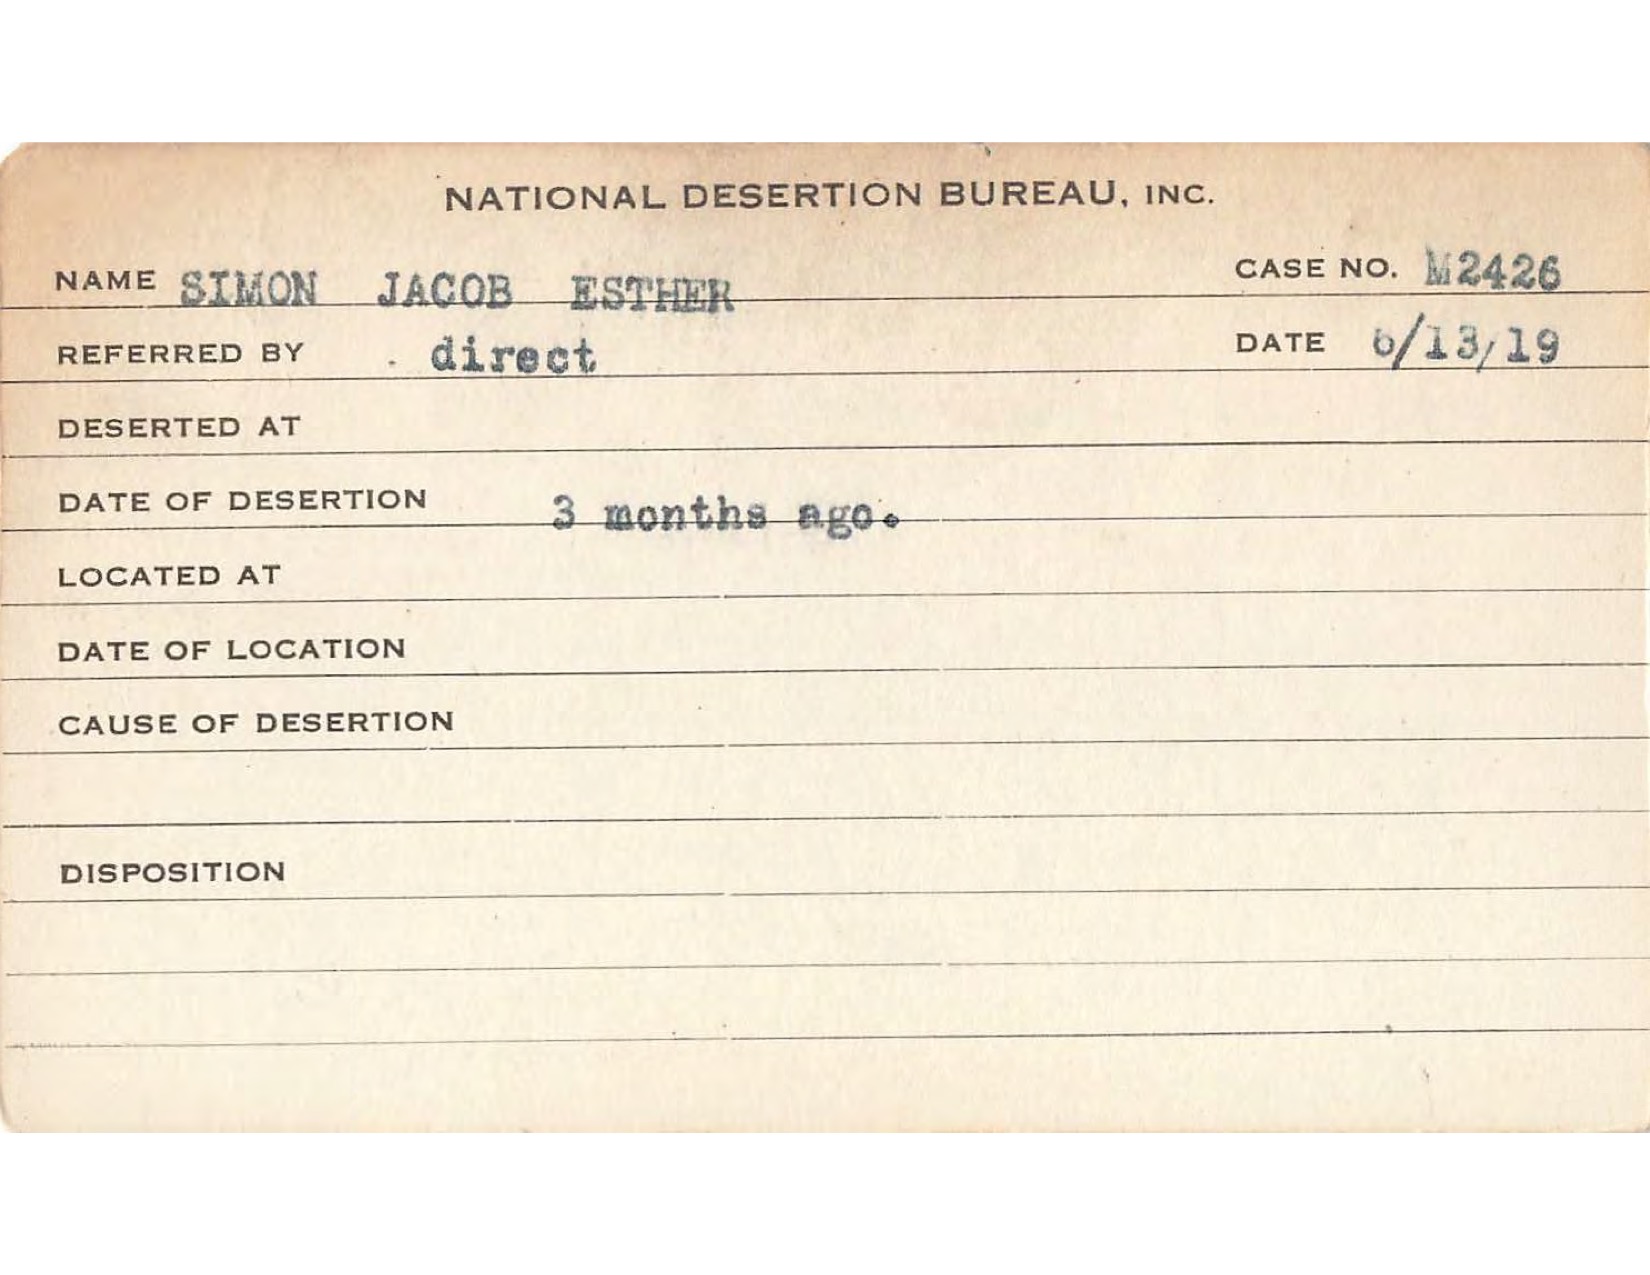 NATIONAL DESERTION BUREAU, INC.
NAME SIMON JACOB ESTHER CASE NO. M2426
REFERRED BY direct DATE 6/13/19
DESERTED AT
DATE OF DESERTION 3 months ago.
LOCATED AT
DATE OF LOCATION
CAUSE OF DESERTION
DISPOSITION